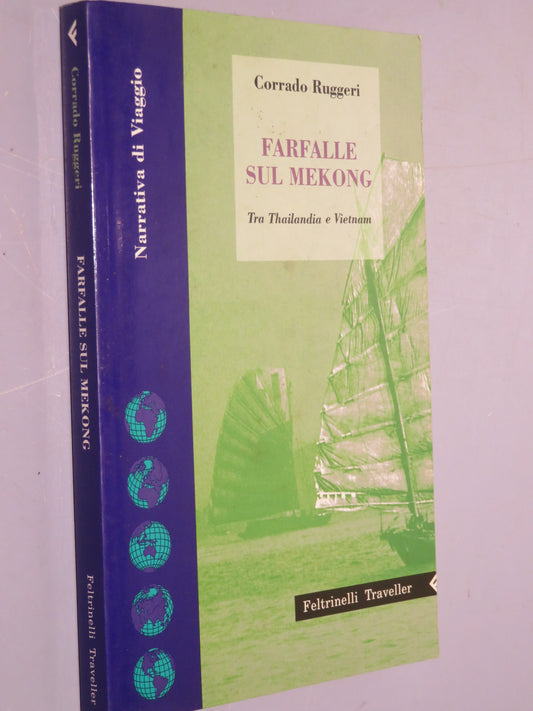 Corrado Ruggeri
FARFALLE SUL MEKONG
Feltrinelli Traveller
Narrativa di Viaggio
Corrado Ruggeri
FARFALLE
SUL MEKONG
Tra Thailandia e Vietnam
Feltrinelli Traveller